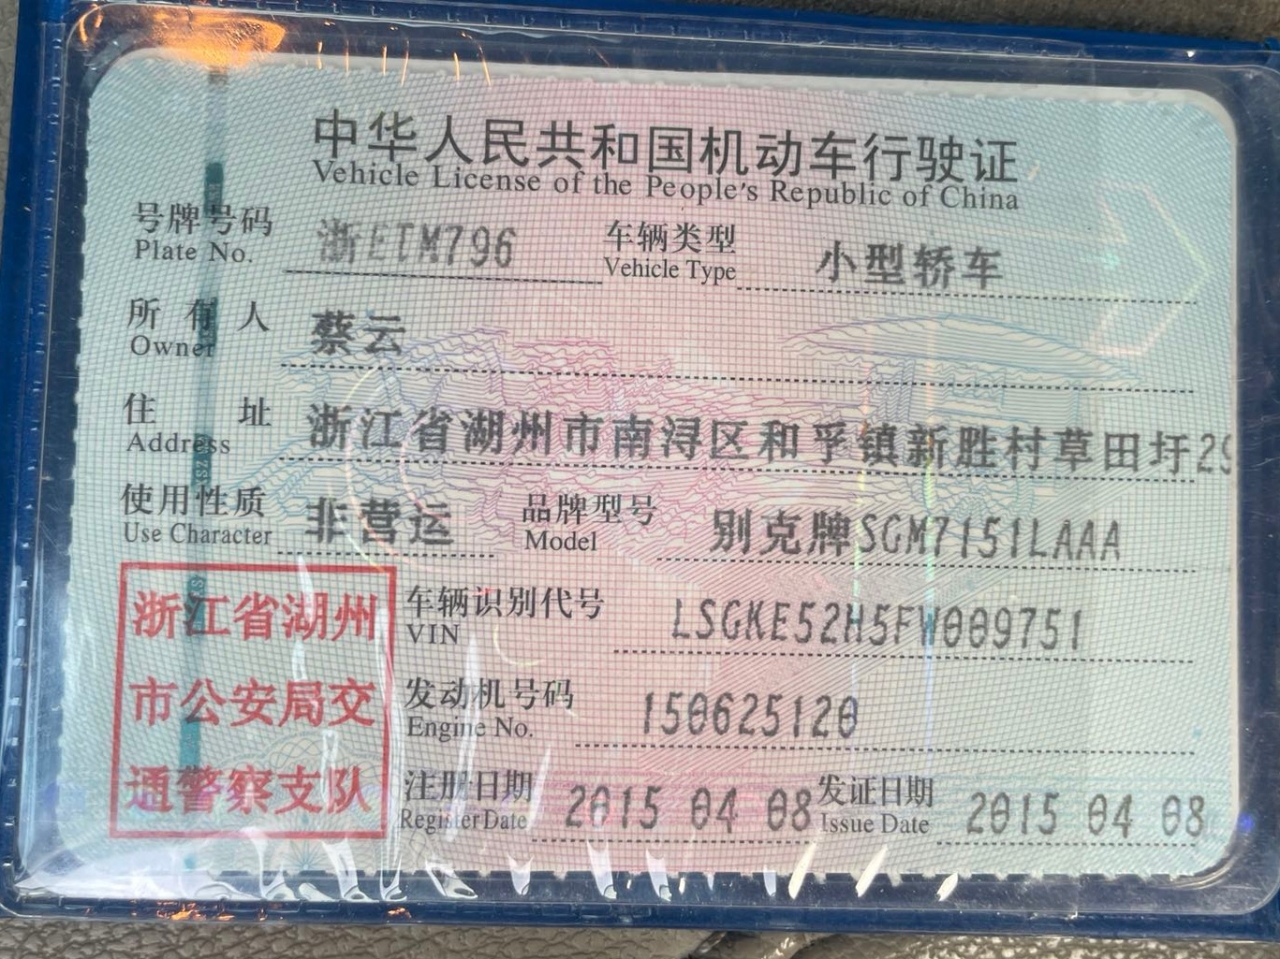 中华人民共和国机动车行驶证
Vehicle License of the People's Republic of China
号牌号码 浙ETM796 车辆类型 小型轿车
Plate No. Vehicle Type
所有人 蔡云
Owner
住址 浙江省湖州市南浔区和孚镇新胜村草田圩29
Address
使用性质 非营运 品牌型号 别克牌SGM7151LAAA
Use Character Model
浙江省湖州
市公安局交
通警察支队
车辆识别代号 LSGKE52H5FW009751
VIN
发动机号码 150625120
Engine No.
注册日期 2015 04 08 发证日期 2015 04 08
Register Date Issue Date